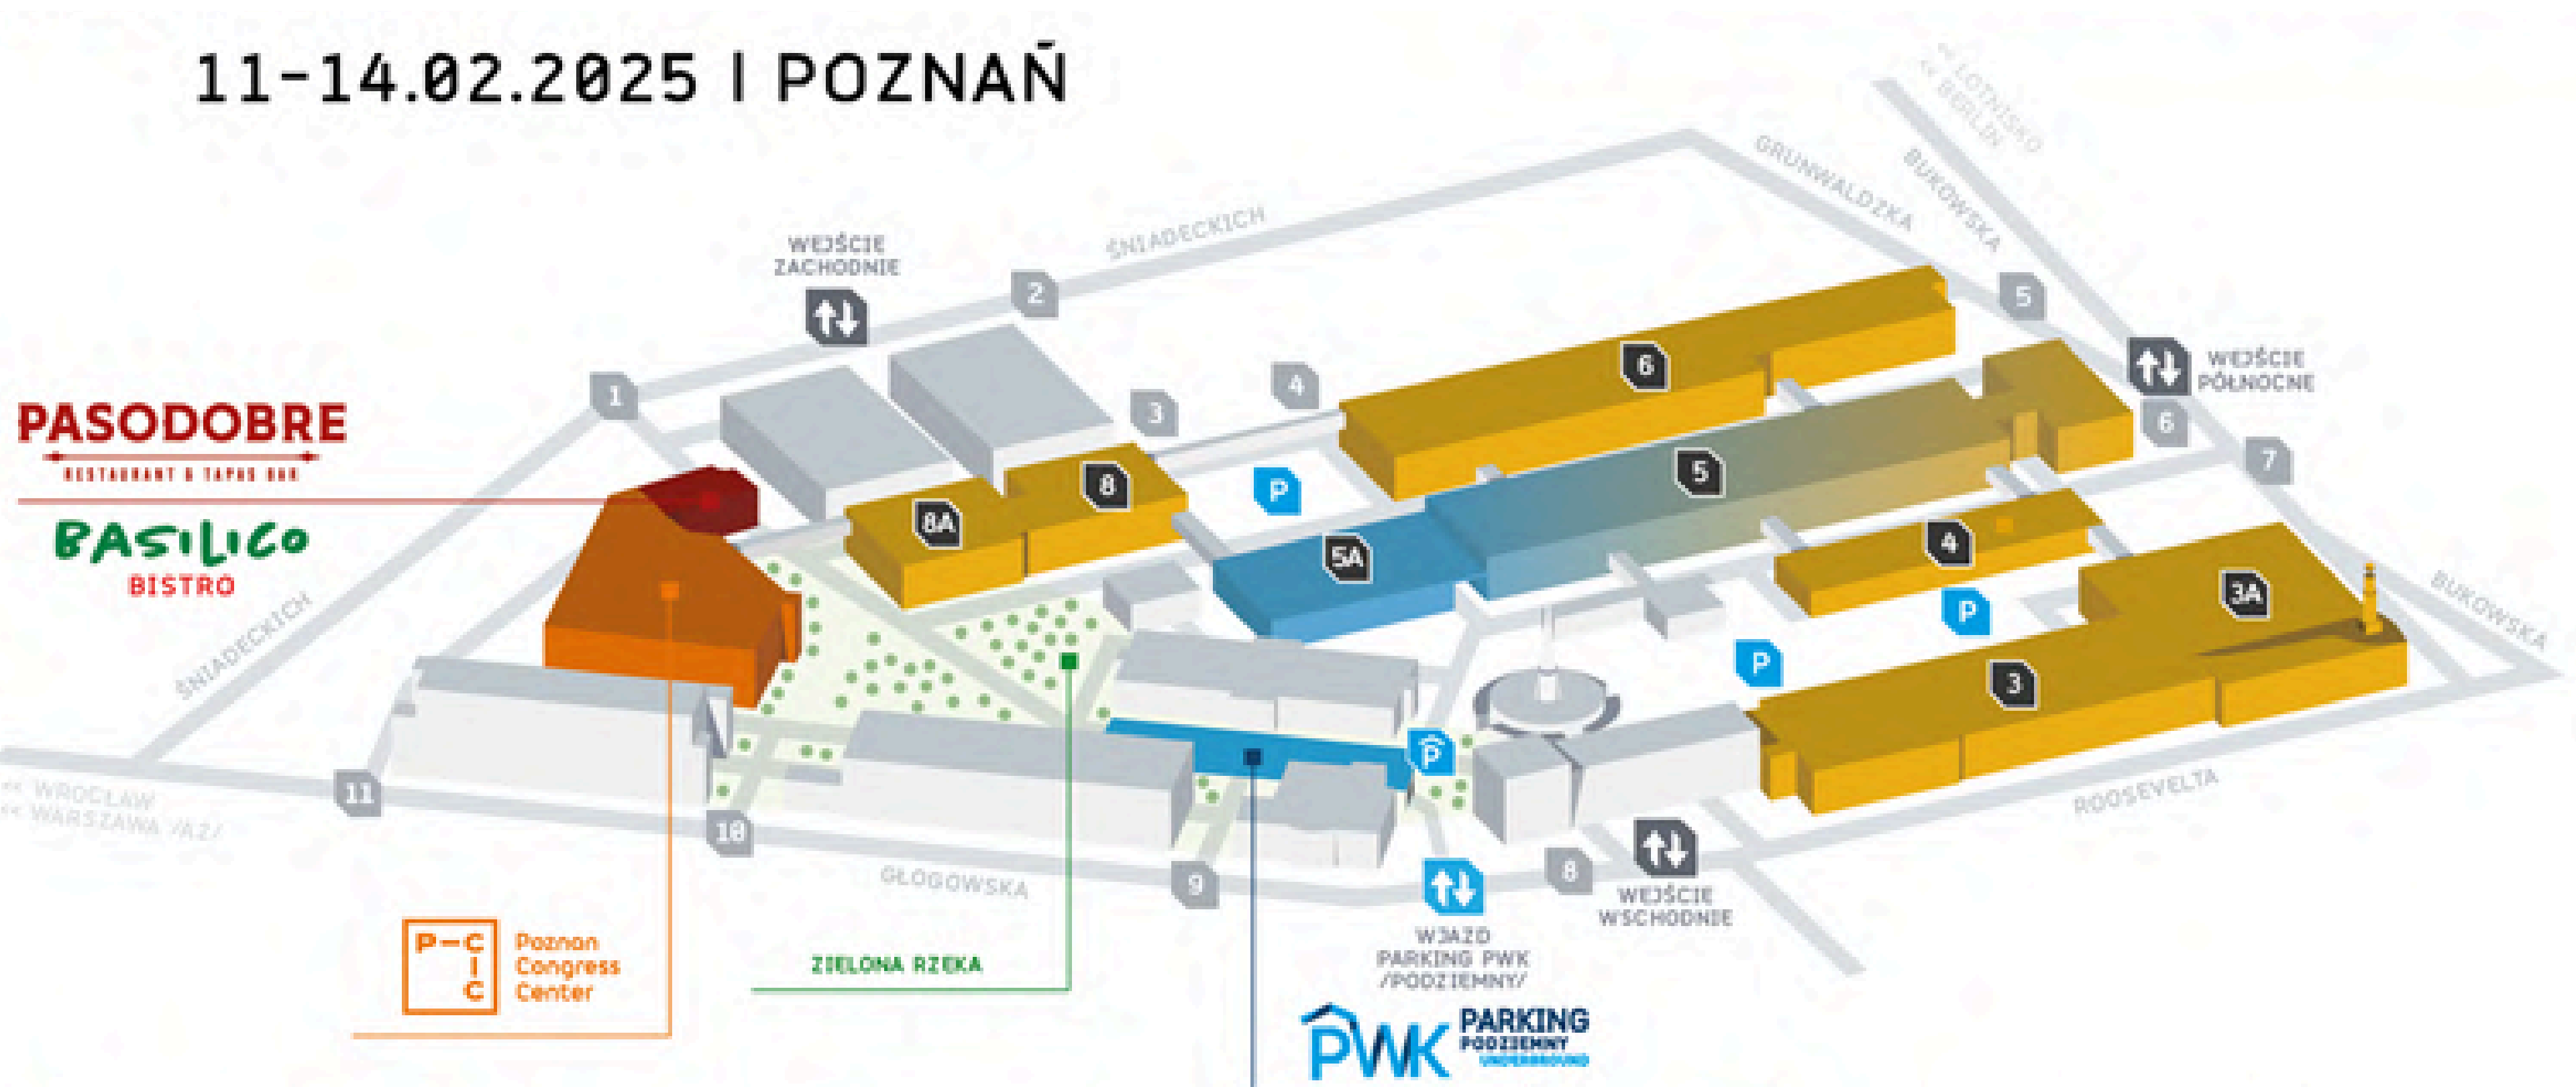 11-14.02.2025 | POZNAŃ
<< LOTNISKO
<< BERLIN
GRUNWALDZKA
BUKOWSKA
ŚNIADECKICH
WEJŚCIE
ZACHODNIE
2
5
WEJŚCIE
PÓŁNOCNE
6
1
4
3
6
7
PASODOBRE
RESTAURANT & TAPAS BAR
BASILICO
BISTRO
8
8A
P
5
5A
4
P
3A
BUKOWSKA
ŚNIADECKICH
P
3
P
<< WROCŁAW
<< WARSZAWA /A2/
11
10
GŁOGOWSKA
9
8
ROOSEVELTA
WEJŚCIE
WSCHODNIE
WJAZD
PARKING PWK
/PODZIEMNY/
P-C
I
C
Poznan
Congress
Center
ZIELONA RZEKA
PWK
PARKING
PODZIEMNY
UNDERGROUND